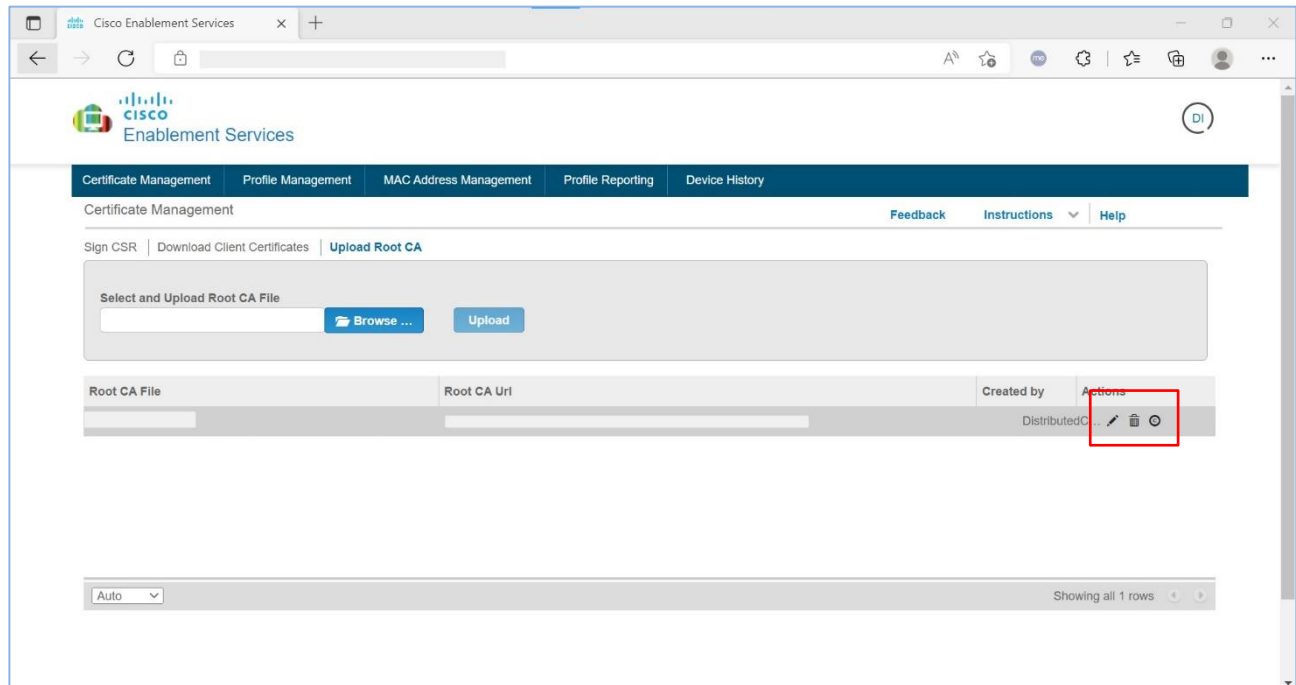 Cisco Enablement Services
me
CISCO
Enablement Services
DI
Certificate Management Profile Management MAC Address Management Profile Reporting Device History
Certificate Management
Feedback Instructions Help
Sign CSR Download Client Certificates Upload Root CA
Select and Upload Root CA File
Browse ... Upload
Root CA File Root CA Url Created by Actions
DistributedC...
Auto Showing all 1 rows